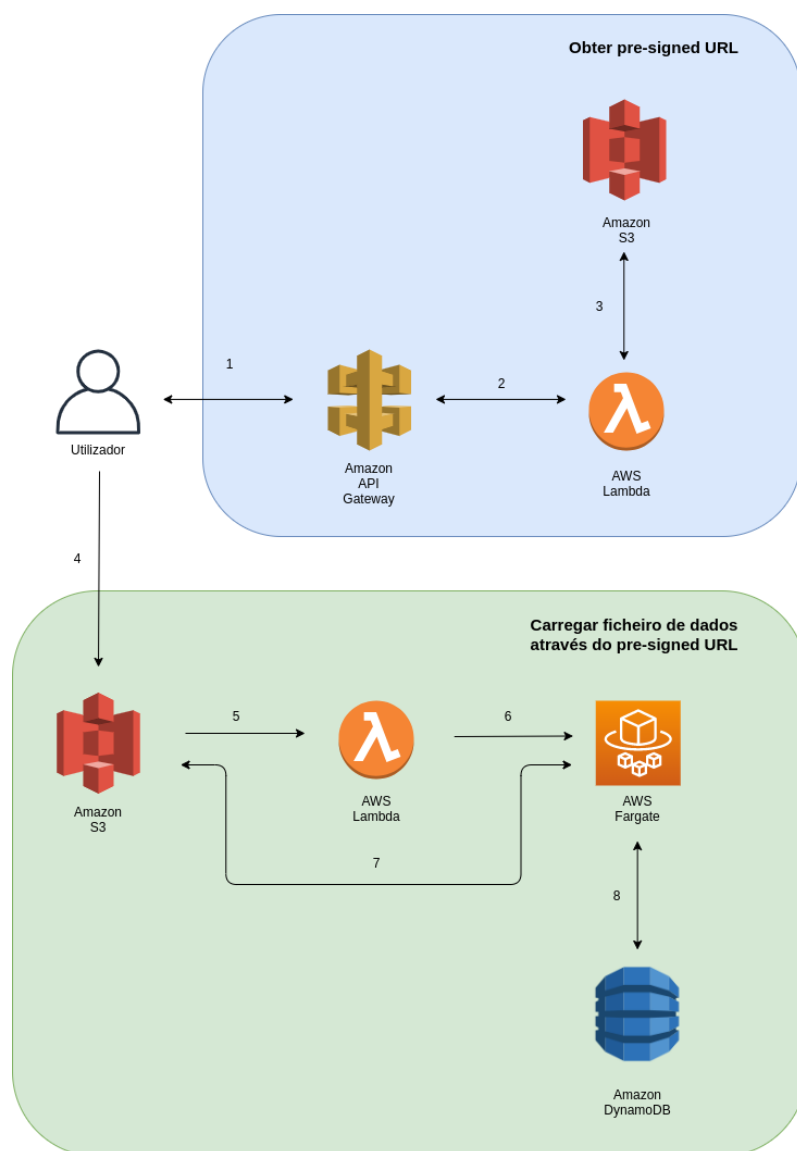 Obter pre-signed URL
Amazon
S3
3
1
2
Utilizador
Amazon
API
Gateway
AWS
Lambda
4
Carregar ficheiro de dados
através do pre-signed URL
5
6
Amazon
S3
AWS
Lambda
AWS
Fargate
7
8
Amazon
DynamoDB